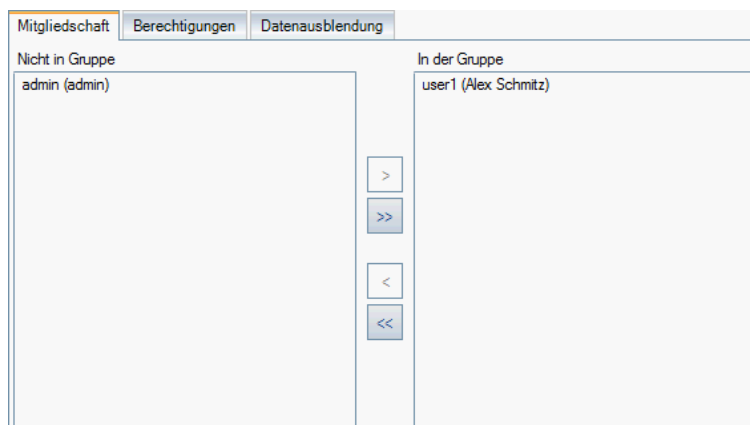 Mitgliedschaft Berechtigungen Datenausblendung
Nicht in Gruppe
admin (admin)
>
>>
<
<<
In der Gruppe
user1 (Alex Schmitz)